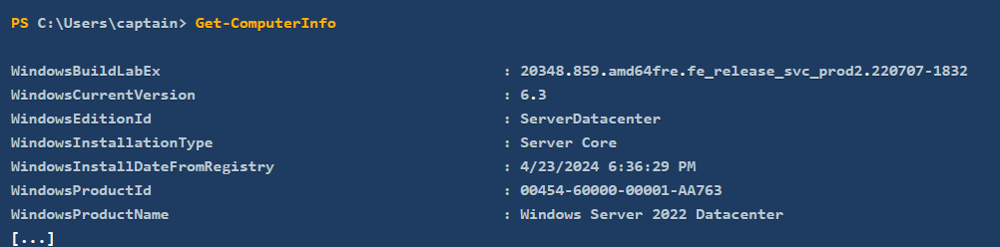 PS C:\Users\captain> Get-ComputerInfo
WindowsBuildLabEx : 20348.859.amd64fre.fe_release_svc_prod2.220707-1832
WindowsCurrentVersion : 6.3
WindowsEditionId : ServerDatacenter
WindowsInstallationType : Server Core
WindowsInstallDateFromRegistry : 4/23/2024 6:36:29 PM
WindowsProductId : 00454-60000-00001-AA763
WindowsProductName : Windows Server 2022 Datacenter
[...]